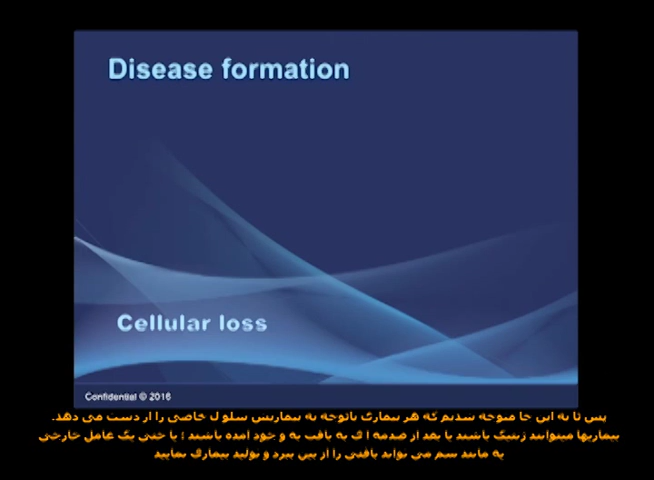 Disease formation
Cellular loss
Confidential © 2016
پس تا به این جا متوجه شدیم که هر بیماری باتوجه به بیماریش سلول خاصی را از دست می دهد.
بیماریها میتوانند ژنتیک باشند یا بعد از صدمه ای به بافت به و خود آمده باشند ؛ یا حتی یک عامل خارجی
به مانند سم می تواند بافتی را از بین ببرد و تولید بیماری نمایید